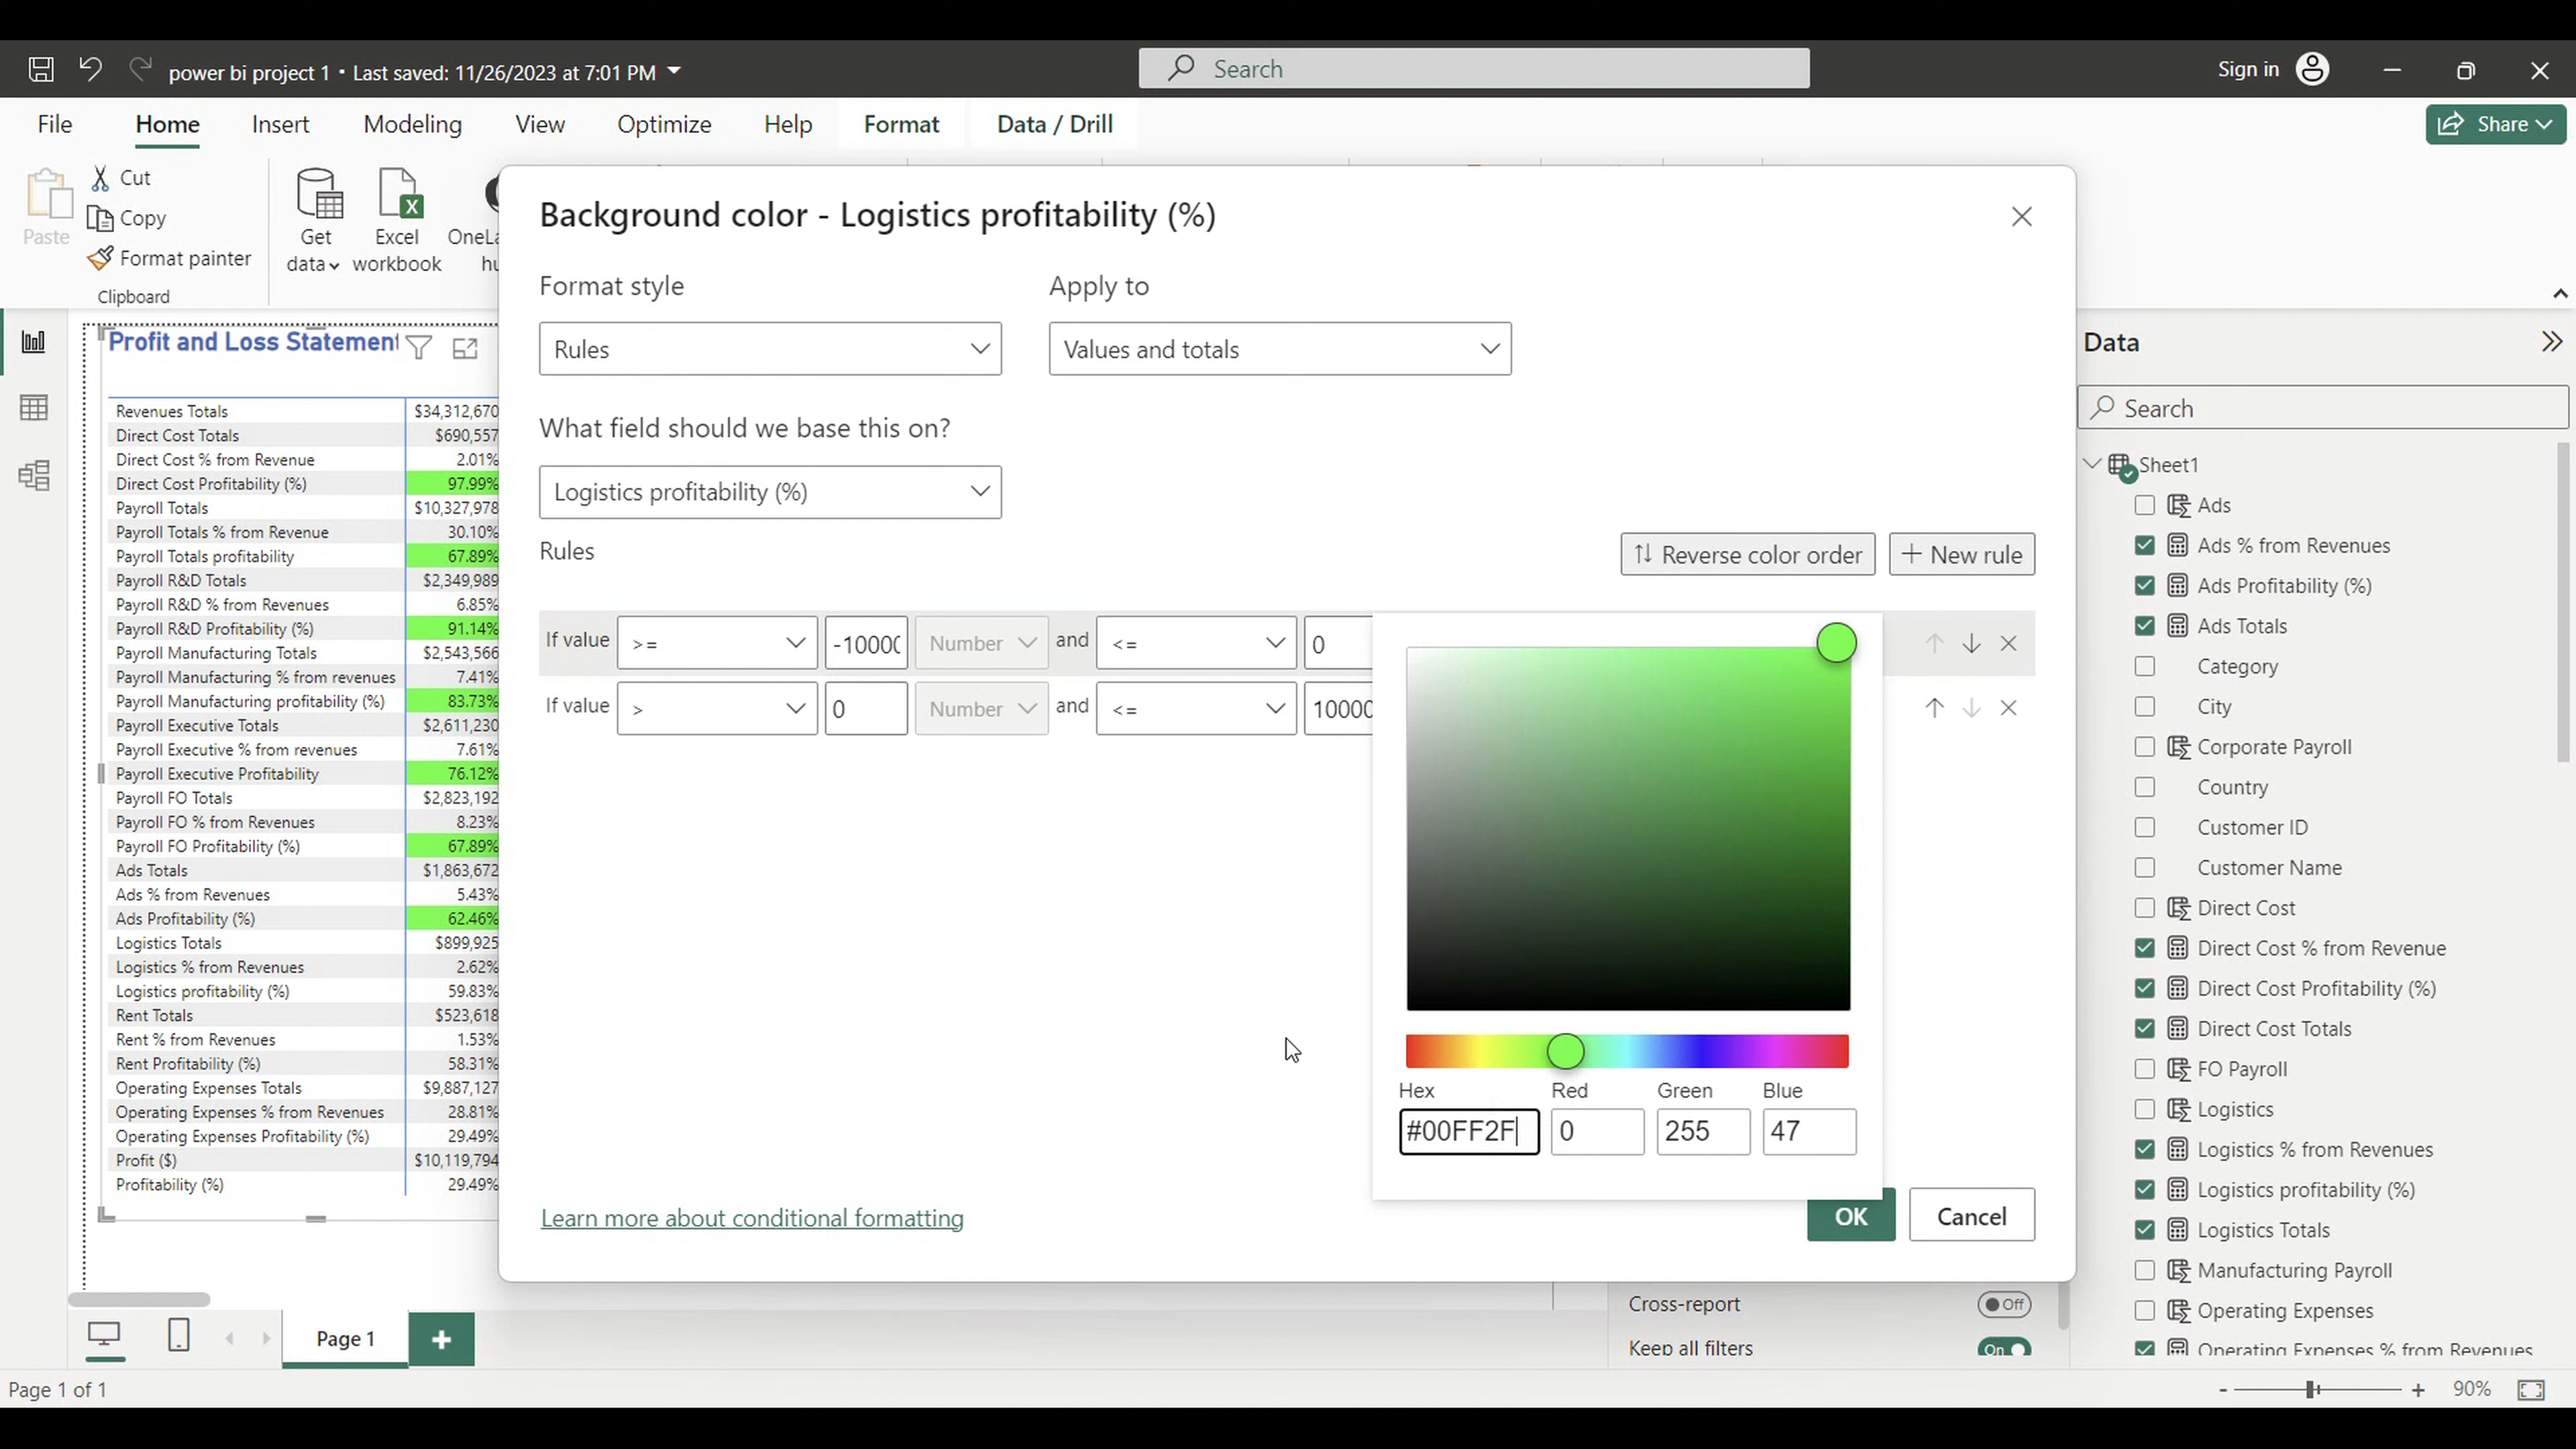 power bi project 1 • Last saved: 11/26/2023 at 7:01 PM
Search
Sign in
File Home Insert Modeling View Optimize Help Format Data / Drill
Share
Paste
Cut
Copy
Format painter
Clipboard
Get data
Excel workbook
Background color - Logistics profitability (%)
Format style
Apply to
Rules
Values and totals
What field should we base this on?
Logistics profitability (%)
Rules
Reverse color order
New rule
If value >= Number and <= 0
If value > 0 Number and <=
Hex Red Green Blue
#00FF2F 0 255 47
Learn more about conditional formatting
OK
Cancel
Profit and Loss Statement
Revenues Totals $34,312,670
Direct Cost Totals $690,557
Direct Cost % from Revenue 2.01%
Direct Cost Profitability (%) 97.99%
Payroll Totals $10,327,978
Payroll Totals % from Revenue 30.10%
Payroll Totals profitability 67.89%
Payroll R&D Totals $2,349,989
Payroll R&D % from Revenues 6.85%
Payroll R&D Profitability (%) 91.14%
Payroll Manufacturing Totals $2,543,566
Payroll Manufacturing % from revenues 7.41%
Payroll Manufacturing profitability (%) 83.73%
Payroll Executive Totals $2,611,230
Payroll Executive % from revenues 7.61%
Payroll Executive Profitability 76.12%
Payroll FO Totals $2,823,192
Payroll FO % from Revenues 8.23%
Payroll FO Profitability (%) 67.89%
Ads Totals $1,863,672
Ads % from Revenues 5.43%
Ads Profitability (%) 62.46%
Logistics Totals $899,925
Logistics % from Revenues 2.62%
Logistics profitability (%) 59.83%
Rent Totals $523,618
Rent % from Revenues 1.53%
Rent Profitability (%) 58.31%
Operating Expenses Totals $9,887,127
Operating Expenses % from Revenues 28.81%
Operating Expenses Profitability (%) 29.49%
Profit ($) $10,119,794
Profitability (%) 29.49%
Data
Search
Sheet1
Ads
Ads % from Revenues
Ads Profitability (%)
Ads Totals
Category
City
Corporate Payroll
Country
Customer ID
Customer Name
Direct Cost
Direct Cost % from Revenue
Direct Cost Profitability (%)
Direct Cost Totals
FO Payroll
Logistics
Logistics % from Revenues
Logistics profitability (%)
Logistics Totals
Manufacturing Payroll
Operating Expenses
Operating Expenses % from Revenues
Cross-report Off
Keep all filters On
Page 1
Page 1 of 1
- + 90%